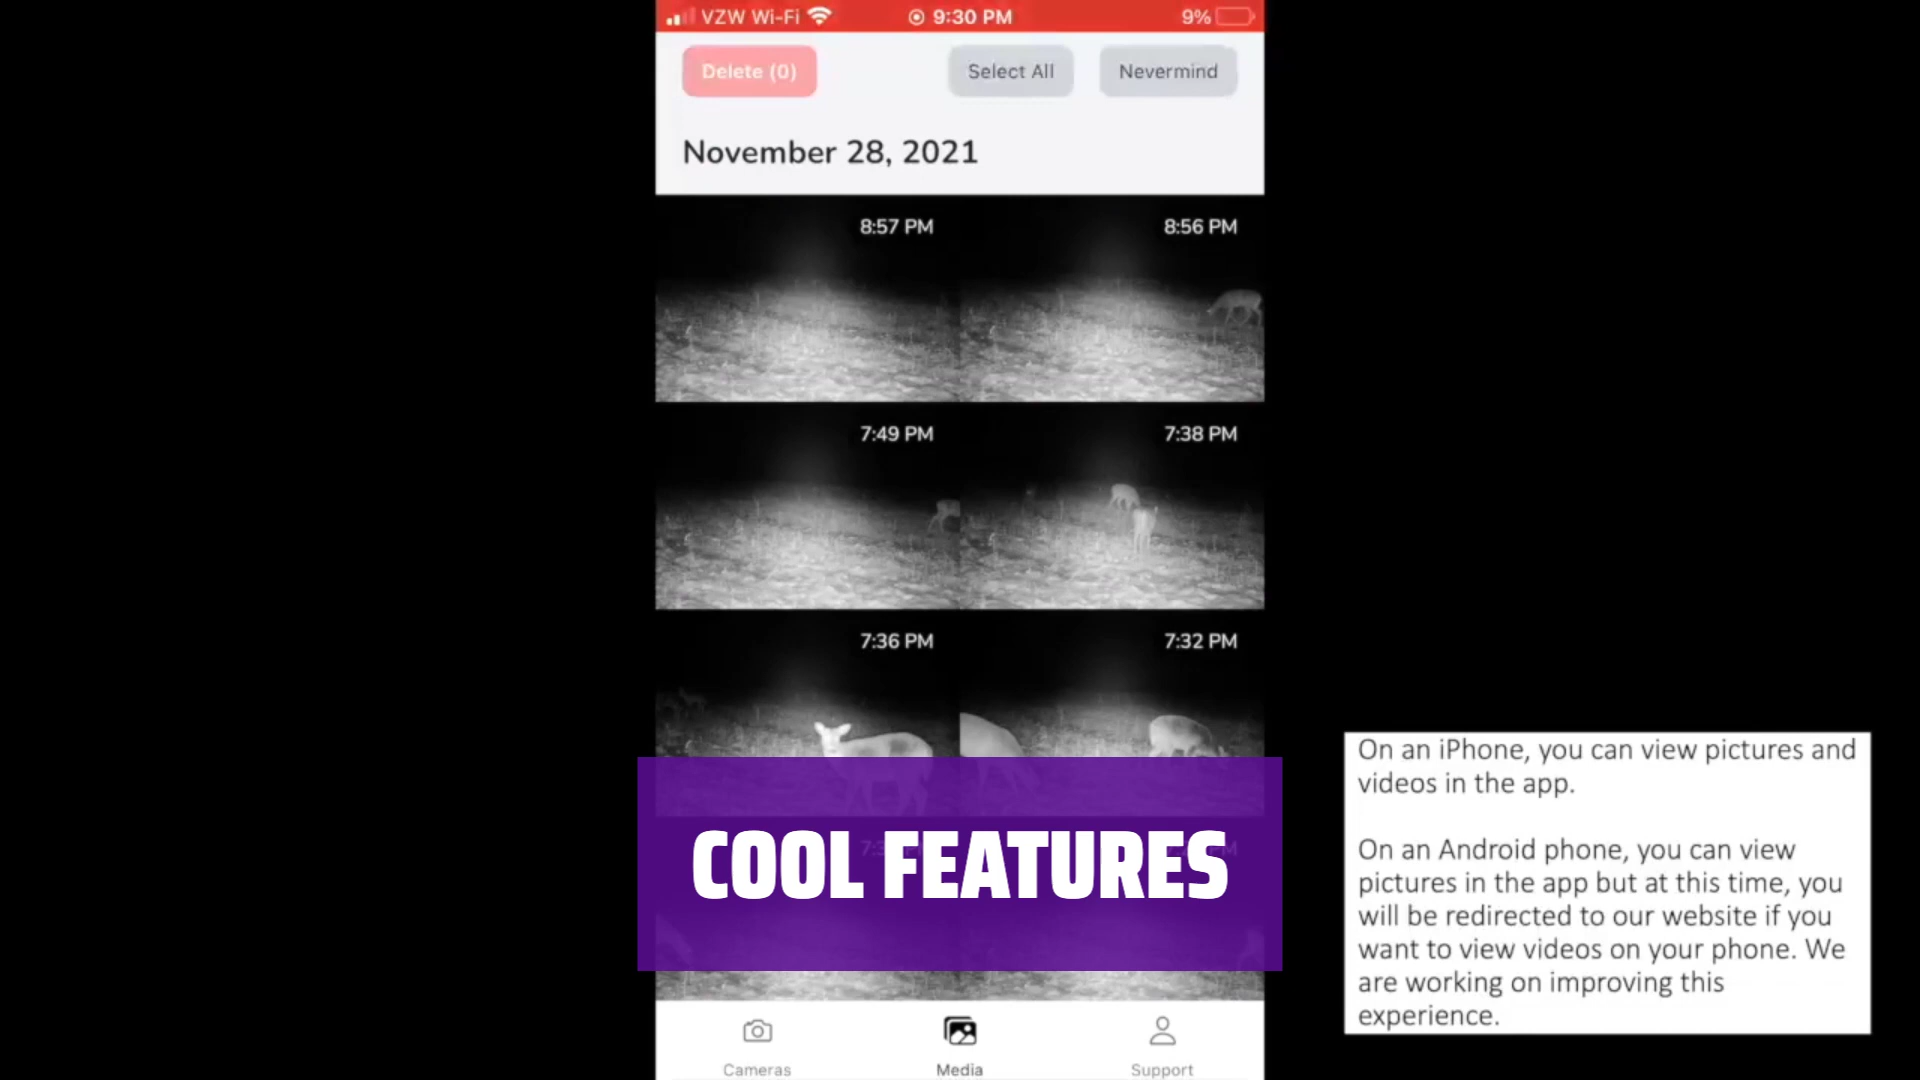 VZW Wi-Fi 9:30 PM 9%
Delete (0) Select All Nevermind
November 28, 2021
8:57 PM 8:56 PM
7:49 PM 7:38 PM
7:36 PM 7:32 PM
COOL FEATURES
On an iPhone, you can view pictures and
videos in the app.
On an Android phone, you can view
pictures in the app but at this time, you
will be redirected to our website if you
want to view videos on your phone. We
are working on improving this
experience.
Cameras Media Support